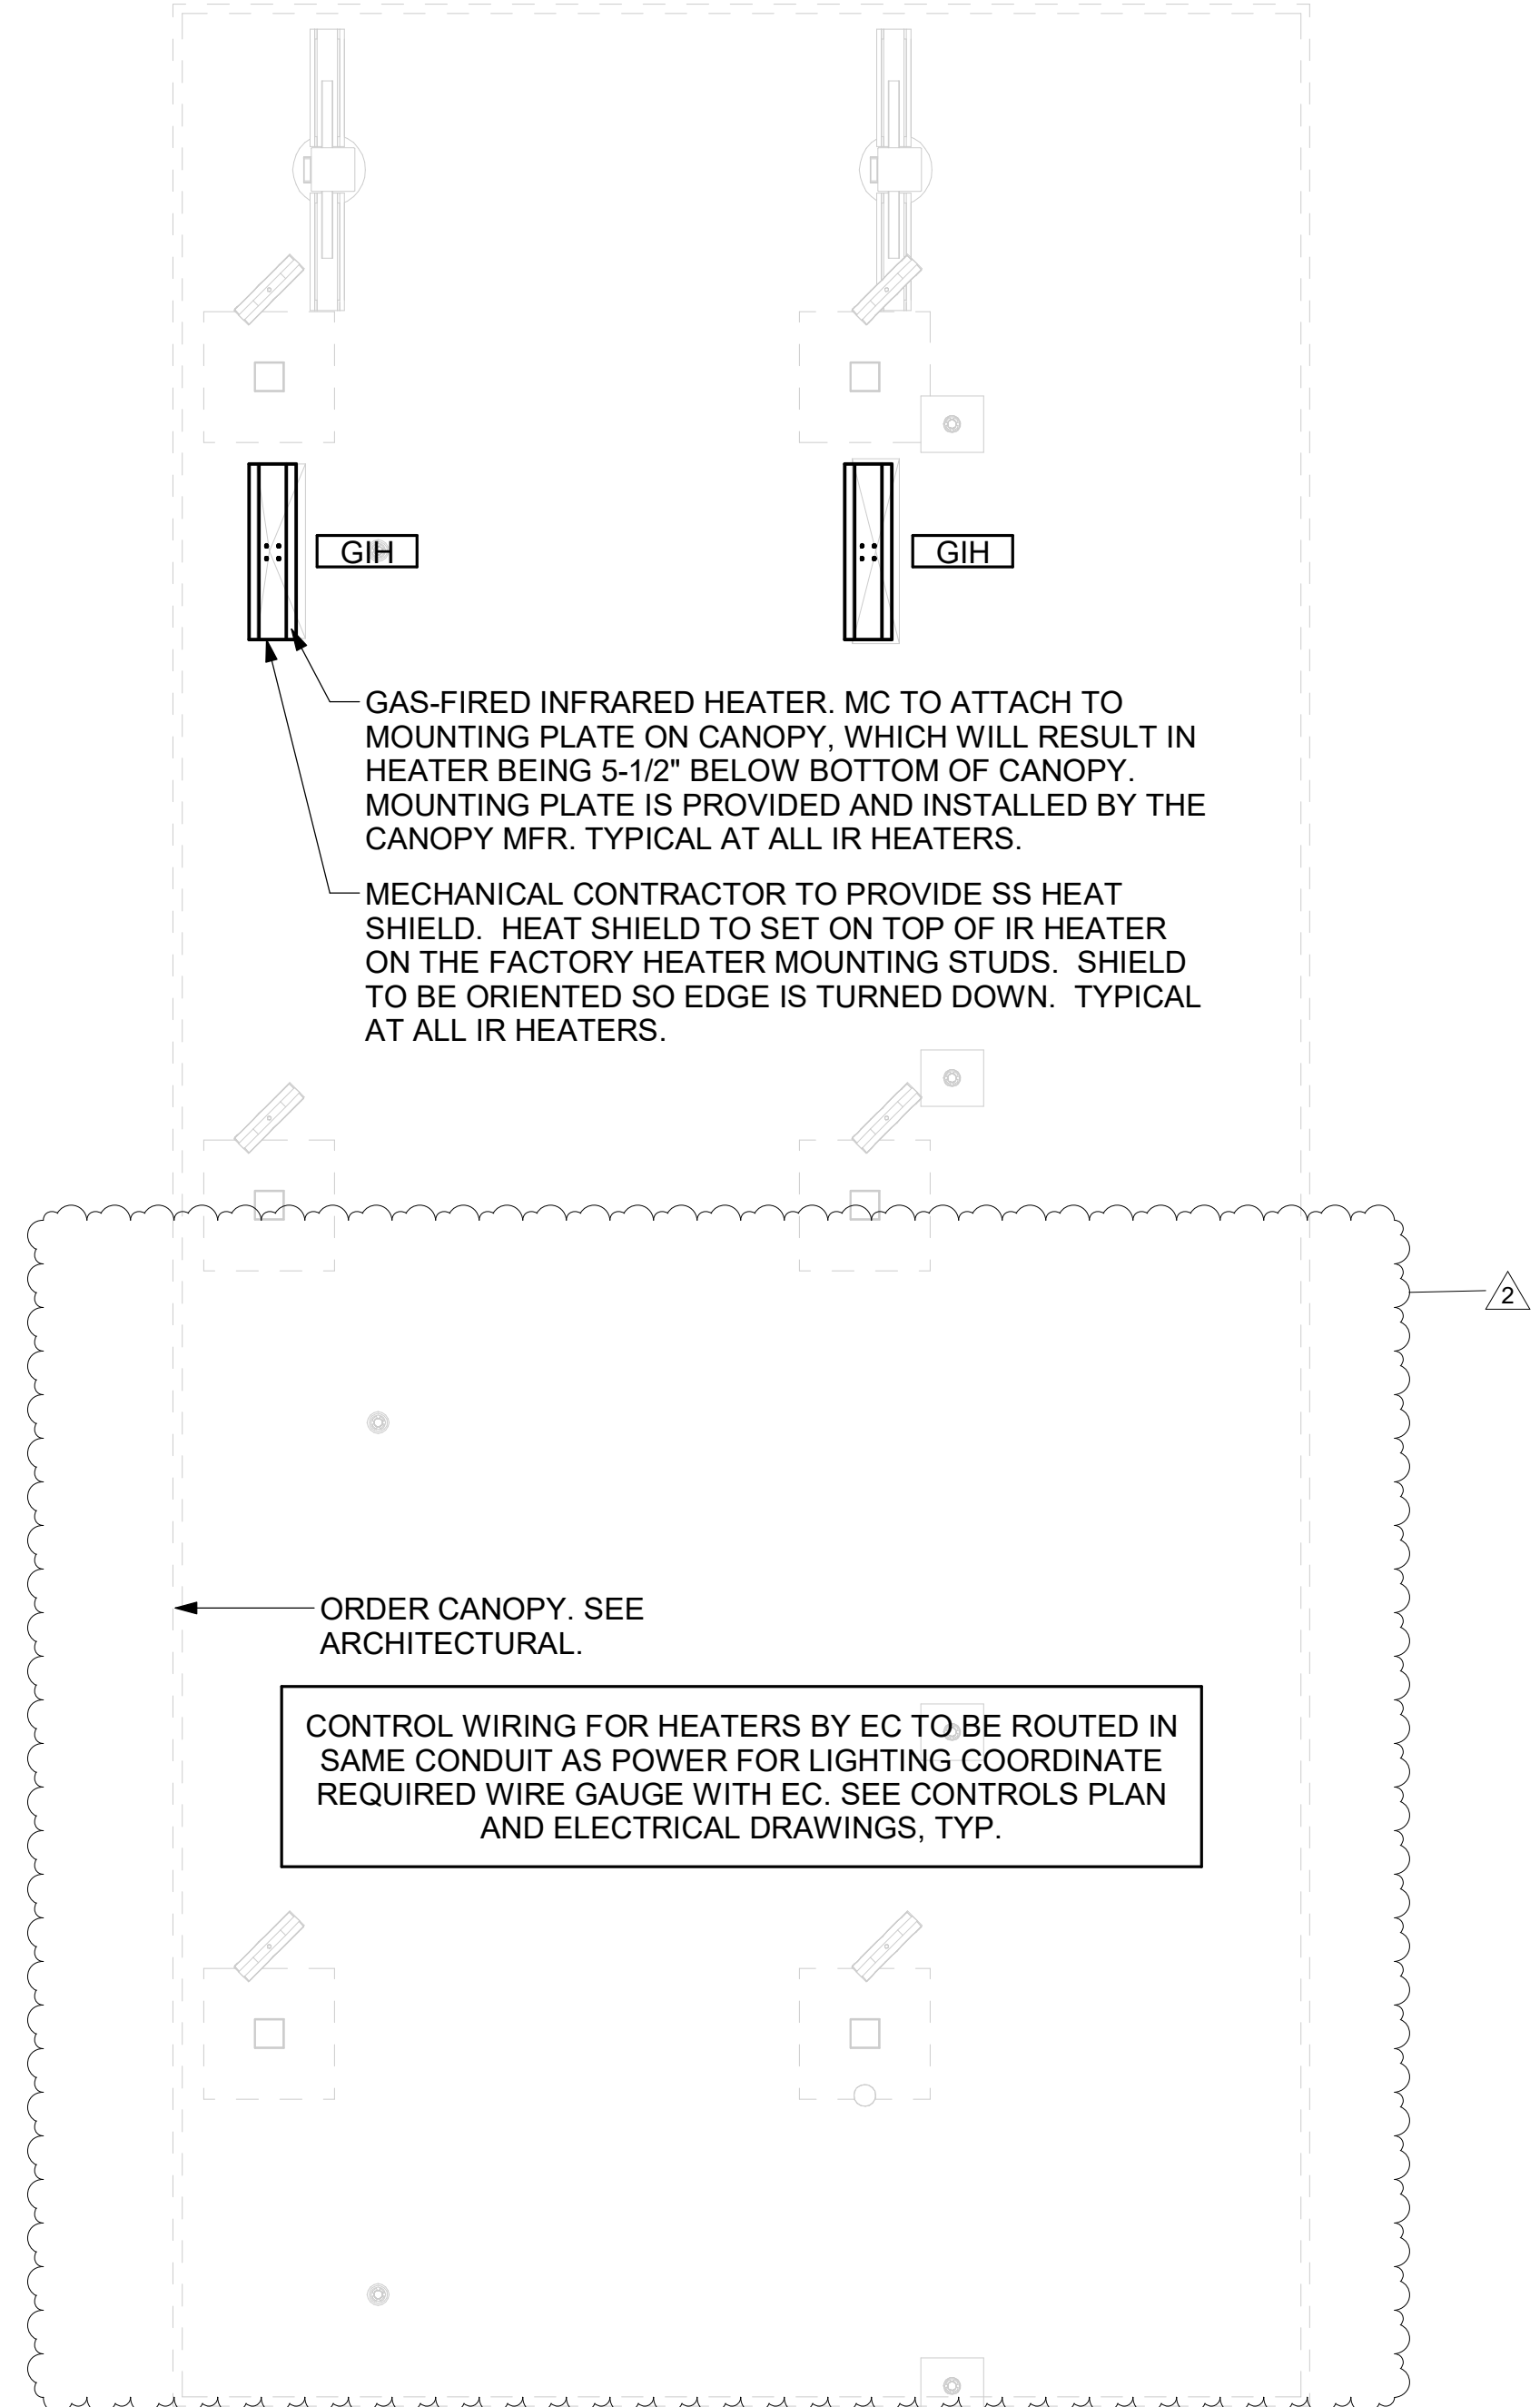 GIH
GIH
GAS-FIRED INFRARED HEATER. MC TO ATTACH TO
MOUNTING PLATE ON CANOPY, WHICH WILL RESULT IN
HEATER BEING 5-1/2" BELOW BOTTOM OF CANOPY.
MOUNTING PLATE IS PROVIDED AND INSTALLED BY THE
CANOPY MFR. TYPICAL AT ALL IR HEATERS.
MECHANICAL CONTRACTOR TO PROVIDE SS HEAT
SHIELD. HEAT SHIELD TO SET ON TOP OF IR HEATER
ON THE FACTORY HEATER MOUNTING STUDS. SHIELD
TO BE ORIENTED SO EDGE IS TURNED DOWN. TYPICAL
AT ALL IR HEATERS.
2
ORDER CANOPY. SEE
ARCHITECTURAL.
CONTROL WIRING FOR HEATERS BY EC TO BE ROUTED IN
SAME CONDUIT AS POWER FOR LIGHTING COORDINATE
REQUIRED WIRE GAUGE WITH EC. SEE CONTROLS PLAN
AND ELECTRICAL DRAWINGS, TYP.